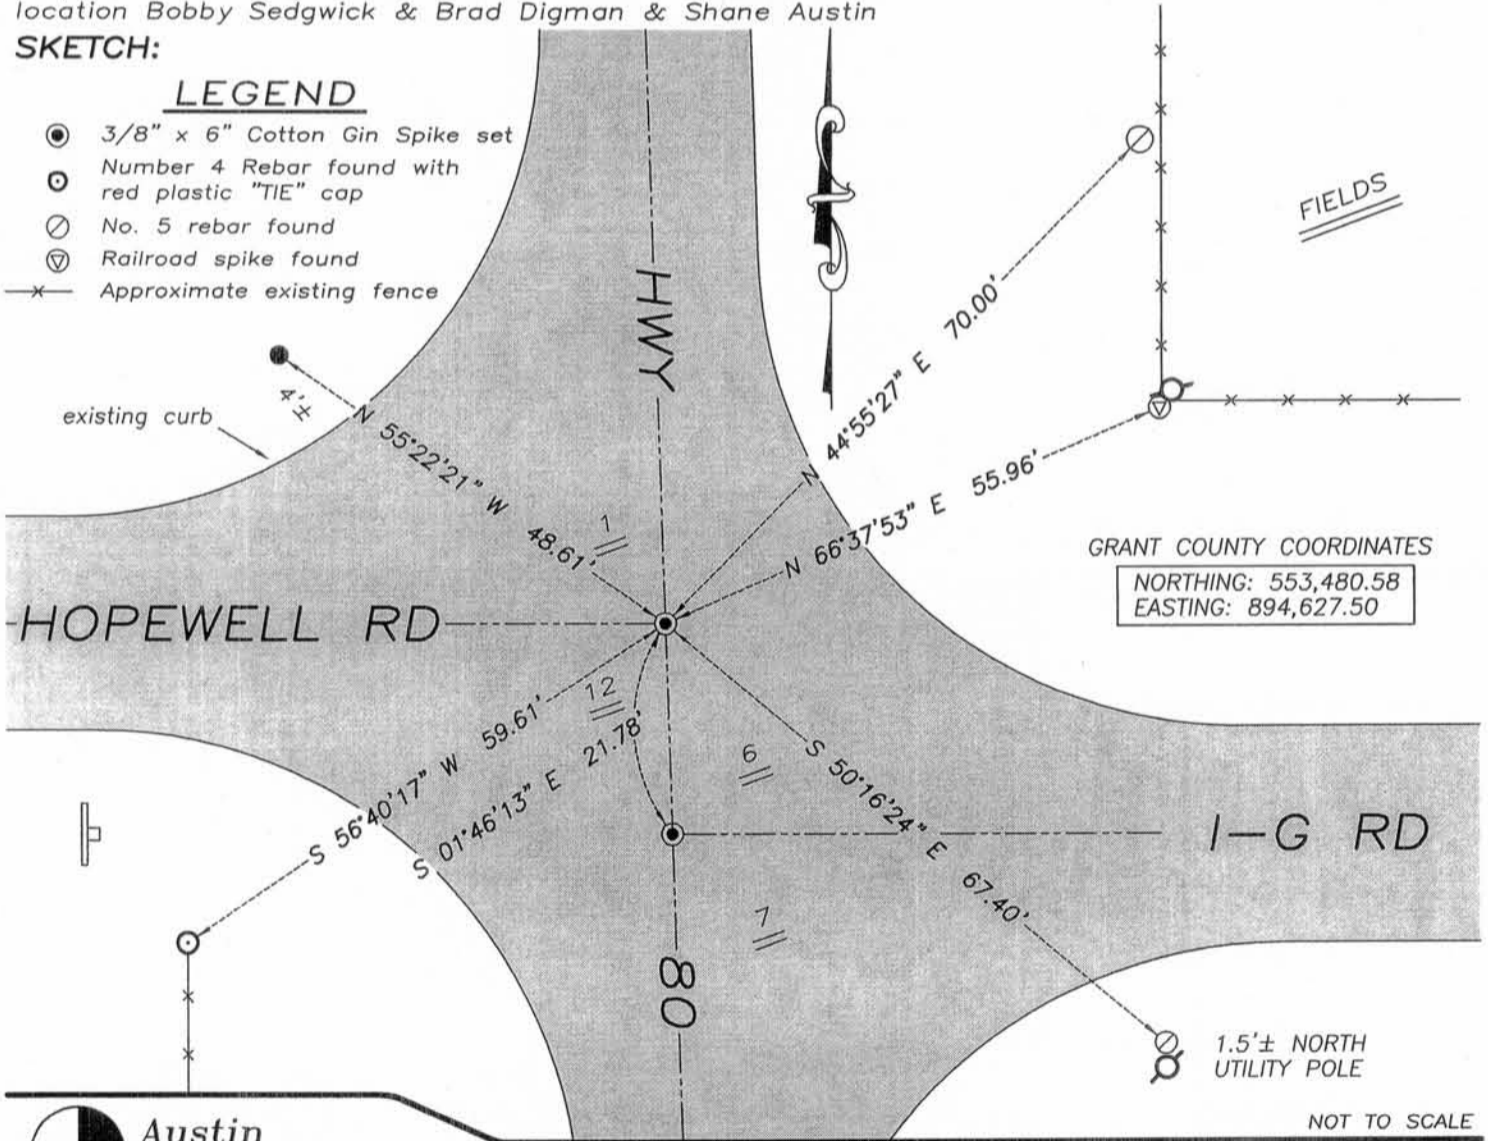 location Bobby Sedgwick & Brad Digman & Shane Austin
SKETCH:
LEGEND
3/8" x 6" Cotton Gin Spike set
Number 4 Rebar found with
red plastic "TIE" cap
No. 5 rebar found
Railroad spike found
Approximate existing fence
FIELDS
HWY
N 44°55'27" E 70.00'
4'±
existing curb
N 55°22'21" W 48.61'
N 66°37'53" E 55.96'
1
GRANT COUNTY COORDINATES
NORTHING: 553,480.58
EASTING: 894,627.50
HOPEWELL RD
12
S 56°40'17" W 59.61'
S 01°46'13" E 21.78'
6
S 50°16'24" E 67.40'
I-G RD
7
80
1.5'± NORTH
UTILITY POLE
NOT TO SCALE
Austin